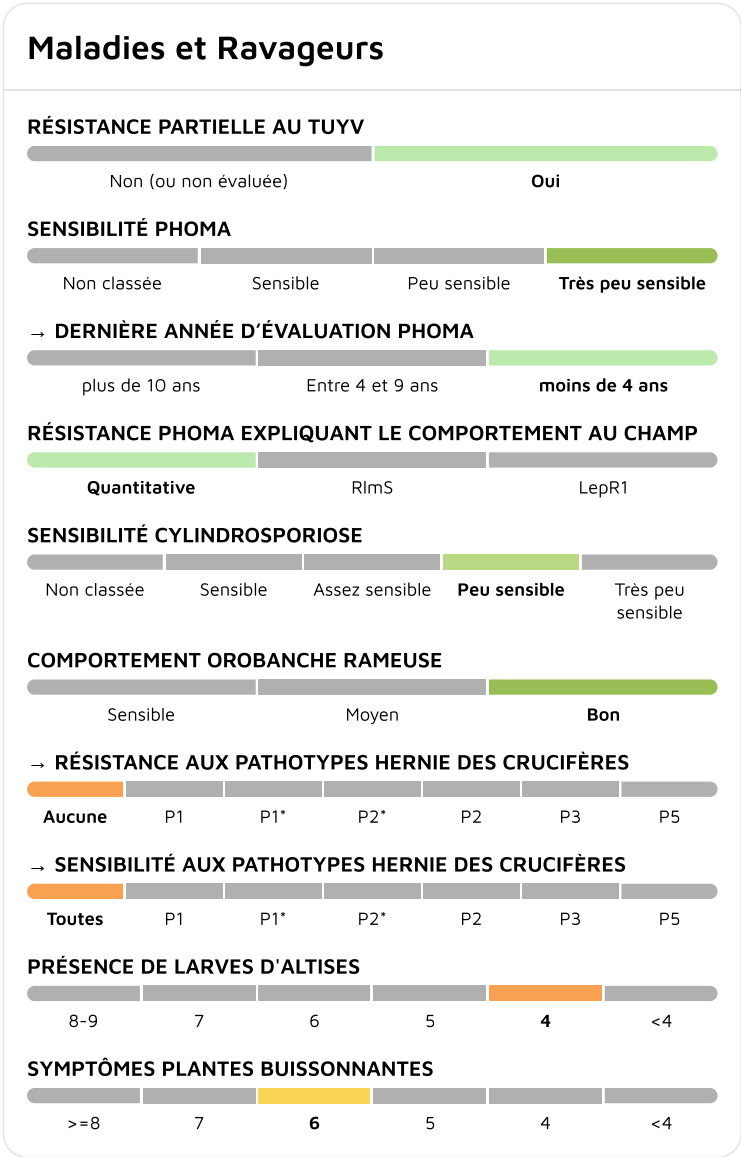 Maladies et Ravageurs
RÉSISTANCE PARTIELLE AU TUYV
Non (ou non évaluée) Oui
SENSIBILITÉ PHOMA
Non classée Sensible Peu sensible Très peu sensible
→ DERNIÈRE ANNÉE D’ÉVALUATION PHOMA
plus de 10 ans Entre 4 et 9 ans moins de 4 ans
RÉSISTANCE PHOMA EXPLIQUANT LE COMPORTEMENT AU CHAMP
Quantitative RlmS LepR1
SENSIBILITÉ CYLINDROSPORIOSE
Non classée Sensible Assez sensible Peu sensible Très peu
sensible
COMPORTEMENT OROBANCHE RAMEUSE
Sensible Moyen Bon
→ RÉSISTANCE AUX PATHOTYPES HERNIE DES CRUCIFÈRES
Aucune P1 P1* P2* P2 P3 P5
→ SENSIBILITÉ AUX PATHOTYPES HERNIE DES CRUCIFÈRES
Toutes P1 P1* P2* P2 P3 P5
PRÉSENCE DE LARVES D'ALTISES
8-9 7 6 5 4 <4
SYMPTÔMES PLANTES BUISSONNANTES
>=8 7 6 5 4 <4